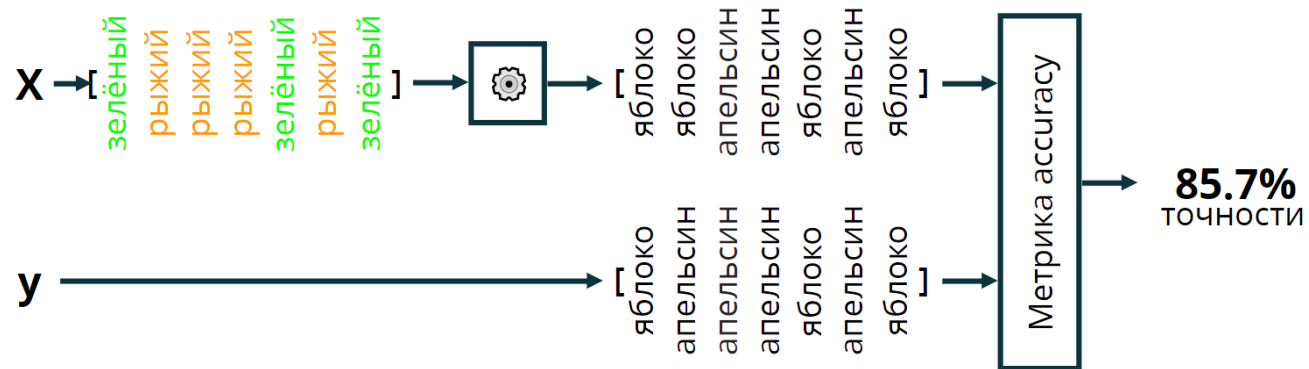 X [ зелёный рыжий рыжий рыжий зелёный рыжий зелёный ]
[ яблоко яблоко апельсин апельсин яблоко апельсин яблоко ]
y
[ яблоко апельсин апельсин апельсин яблоко апельсин яблоко ]
Метрика accuracy
85.7%
точности